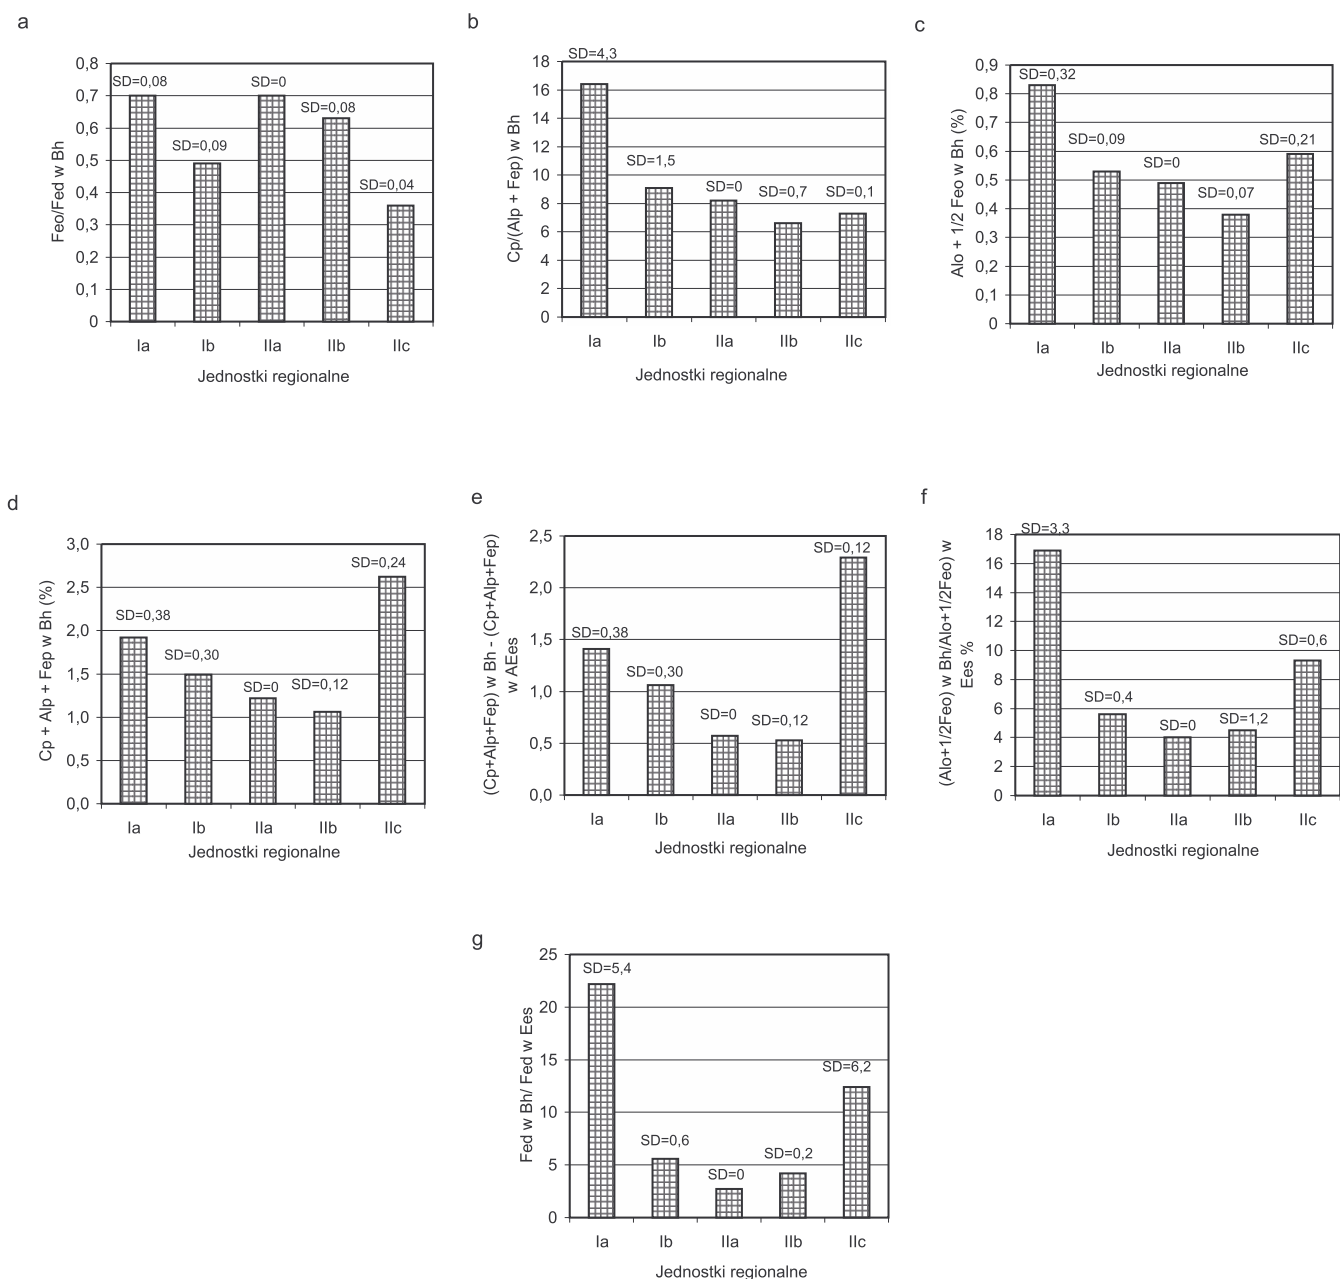 a
Feo/Fed w Bh
0,8
0,7
0,6
0,5
0,4
0,3
0,2
0,1
0
SD=0,08
SD=0,09
SD=0
SD=0,08
SD=0,04
Ia Ib IIa IIb IIc
Jednostki regionalne
b
Cp/(Alp + Fep) w Bh
18
16
14
12
10
8
6
4
2
0
SD=4,3
SD=1,5
SD=0
SD=0,7
SD=0,1
Ia Ib IIa IIb IIc
Jednostki regionalne
c
Alo + 1/2 Feo w Bh (%)
0,9
0,8
0,7
0,6
0,5
0,4
0,3
0,2
0,1
0
SD=0,32
SD=0,09
SD=0
SD=0,07
SD=0,21
Ia Ib IIa IIb IIc
Jednostki regionalne
d
Cp + Alp + Fep w Bh (%)
3,0
2,5
2,0
1,5
1,0
0,5
0,0
SD=0,38
SD=0,30
SD=0
SD=0,12
SD=0,24
Ia Ib IIa IIb IIc
Jednostki regionalne
e
(Cp+Alp+Fep) w Bh - (Cp+Alp+Fep)
w AEes
2,5
2,0
1,5
1,0
0,5
0,0
SD=0,38
SD=0,30
SD=0
SD=0,12
SD=0,12
Ia Ib IIa IIb IIc
Jednostki regionalne
f
(Alo+1/2Feo) w Bh/Alo+1/2Feo) w
Ees %
18
16
14
12
10
8
6
4
2
0
SD=3,3
SD=0,4
SD=0
SD=1,2
SD=0,6
Ia Ib IIa IIb IIc
Jednostki regionalne
g
Fed w Bh/ Fed w Ees
25
20
15
10
5
0
SD=5,4
SD=0,6
SD=0
SD=0,2
SD=6,2
Ia Ib IIa IIb IIc
Jednostki regionalne